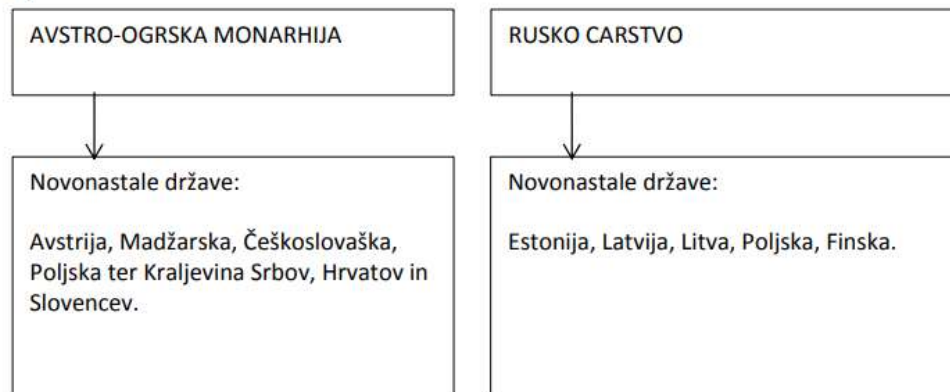 AVSTRO-OGRSKA MONARHIJA
RUSKO CARSTVO
Novonastale države:
Avstrija, Madžarska, Češkoslovaška,
Poljska ter Kraljevina Srbov, Hrvatov in
Slovencev.
Novonastale države:
Estonija, Latvija, Litva, Poljska, Finska.